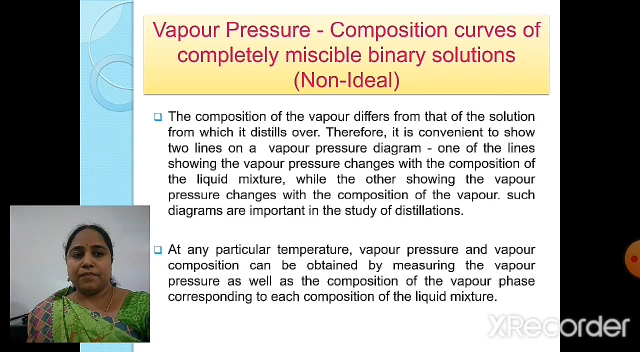 Vapour Pressure - Composition curves of
completely miscible binary solutions
(Non-Ideal)
The composition of the vapour differs from that of the solution
from which it distills over. Therefore, it is convenient to show
two lines on a vapour pressure diagram - one of the lines
showing the vapour pressure changes with the composition of
the liquid mixture, while the other showing the vapour
pressure changes with the composition of the vapour. such
diagrams are important in the study of distillations.
At any particular temperature, vapour pressure and vapour
composition can be obtained by measuring the vapour
pressure as well as the composition of the vapour phase
corresponding to each composition of the liquid mixture.
XRecorder